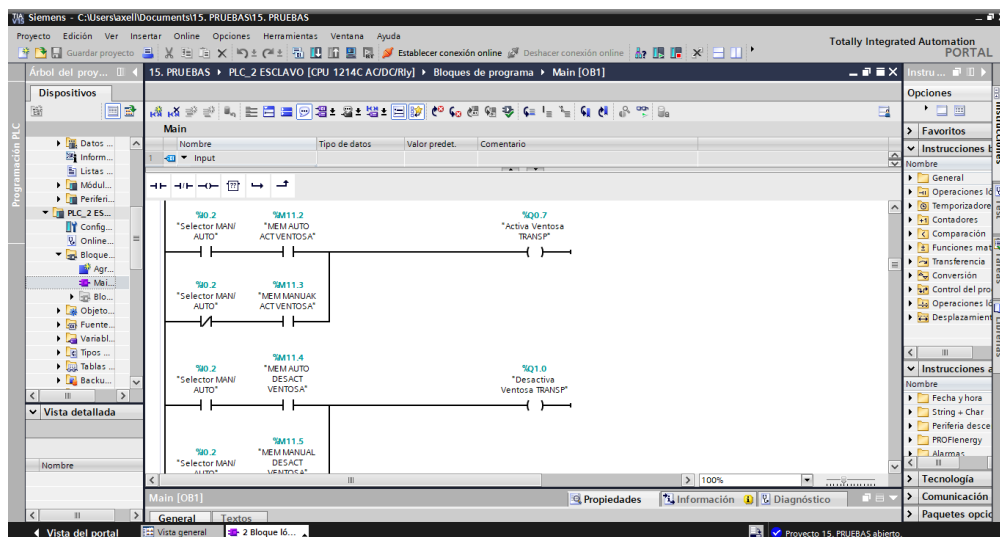 Siemens - C:\Users\axell\Documents\15. PRUEBAS\15. PRUEBAS
Proyecto Edición Ver Insertar Online Opciones Herramientas Ventana Ayuda
Guardar proyecto
Establecer conexión online
Deshacer conexión online
Totally Integrated Automation
PORTAL
Árbol del proy...
15. PRUEBAS ▸ PLC_2 ESCLAVO [CPU 1214C AC/DC/Rly] ▸ Bloques de programa ▸ Main [OB1]
Instru...
Dispositivos
Opciones
Programación PLC
Main
Nombre Tipo de datos Valor predet. Comentario
1 Input
Datos ...
Inform...
Listas ...
Módul...
Periferi...
PLC_2 ES...
Config...
Online...
Bloque...
Agr...
Mai...
Blo...
Objeto...
Fuente...
Variabl...
Tipos ...
Tablas ...
Backu...
Vista detallada
Nombre
??
%I0.2
"Selector MAN/
AUTO"
%M11.2
"MEM AUTO
ACT VENTOSA"
%Q0.7
"Activa Ventosa
TRANSP"
%I0.2
"Selector MAN/
AUTO"
%M11.3
"MEM MANUAK
ACT VENTOSA"
%I0.2
"Selector MAN/
AUTO"
%M11.4
"MEM AUTO
DESACT
VENTOSA"
%Q1.0
"Desactiva
Ventosa TRANSP"
%I0.2
"Selector MAN/
AUTO"
%M11.5
"MEM MANUAL
DESACT
VENTOSA"
100%
Main [OB1]
Propiedades
Información
Diagnóstico
General Textos
Favoritos
Instrucciones b
Nombre
General
Operaciones ló
Temporizadore
Contadores
Comparación
Funciones mat
Transferencia
Conversión
Control del pro
Operaciones ló
Desplazamient
Instrucciones a
Nombre
Fecha y hora
String + Char
Periferia desce
PROFIenergy
Alarmas
Tecnología
Comunicación
Paquetes opcio
Instrucciones
Test
Tareas
Librerías
Vista del portal
Vista general
2 Bloque ló...
Proyecto 15. PRUEBAS abierto.